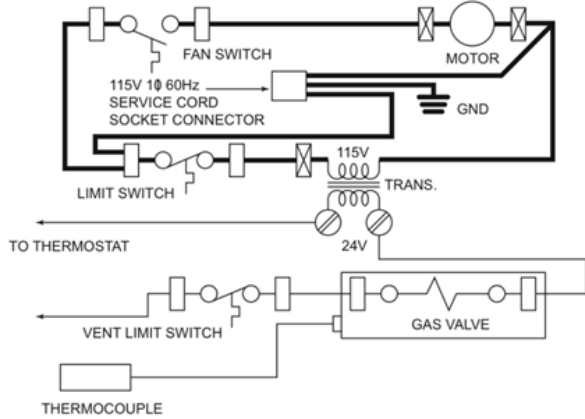 FAN SWITCH
MOTOR
115V 1ϕ 60Hz
SERVICE CORD
SOCKET CONNECTOR
GND
115V
LIMIT SWITCH
TRANS.
TO THERMOSTAT
24V
GAS VALVE
VENT LIMIT SWITCH
THERMOCOUPLE